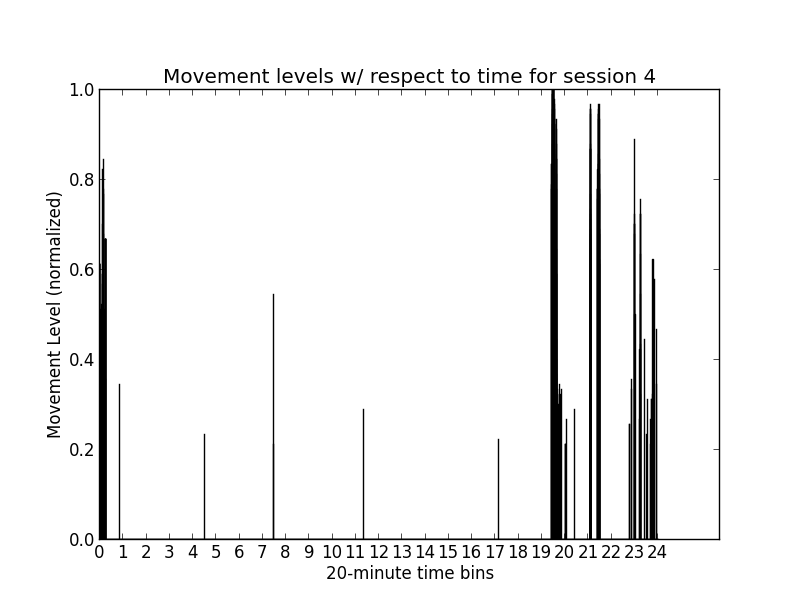 Movement levels w/ respect to time for session 4
1.0
0.8
0.6
0.4
0.2
0.0
Movement Level (normalized)
0 1 2 3 4 5 6 7 8 9 10 11 12 13 14 15 16 17 18 19 20 21 22 23 24
20-minute time bins